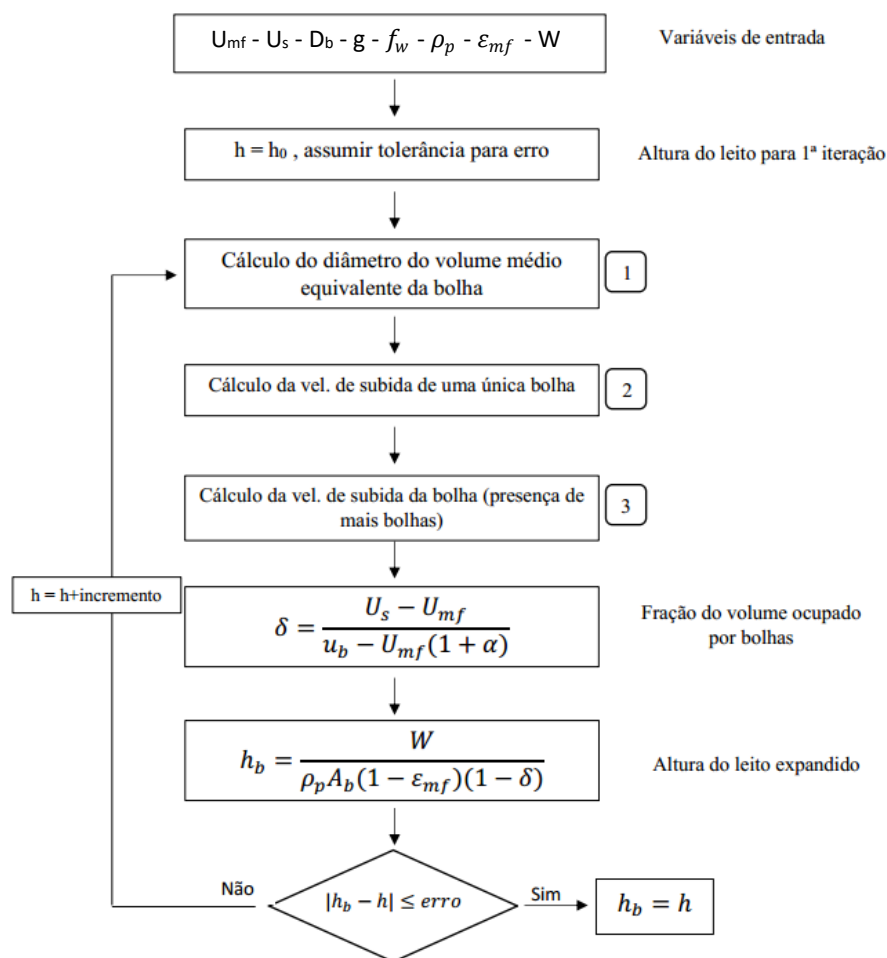 U_mf - U_s - D_b - g - f_w - ρ_p - ε_mf - W
Variáveis de entrada
h = h₀ , assumir tolerância para erro
Altura do leito para 1ª iteração
Cálculo do diâmetro do volume médio
equivalente da bolha
1
Cálculo da vel. de subida de uma única bolha
2
Cálculo da vel. de subida da bolha (presença de
mais bolhas)
3
h = h+incremento
δ = (U_s − U_mf) / (u_b − U_mf(1 + α))
Fração do volume ocupado
por bolhas
h_b = W / (ρ_p A_b(1 − ε_mf)(1 − δ))
Altura do leito expandido
Não
|h_b − h| ≤ erro
Sim
h_b = h